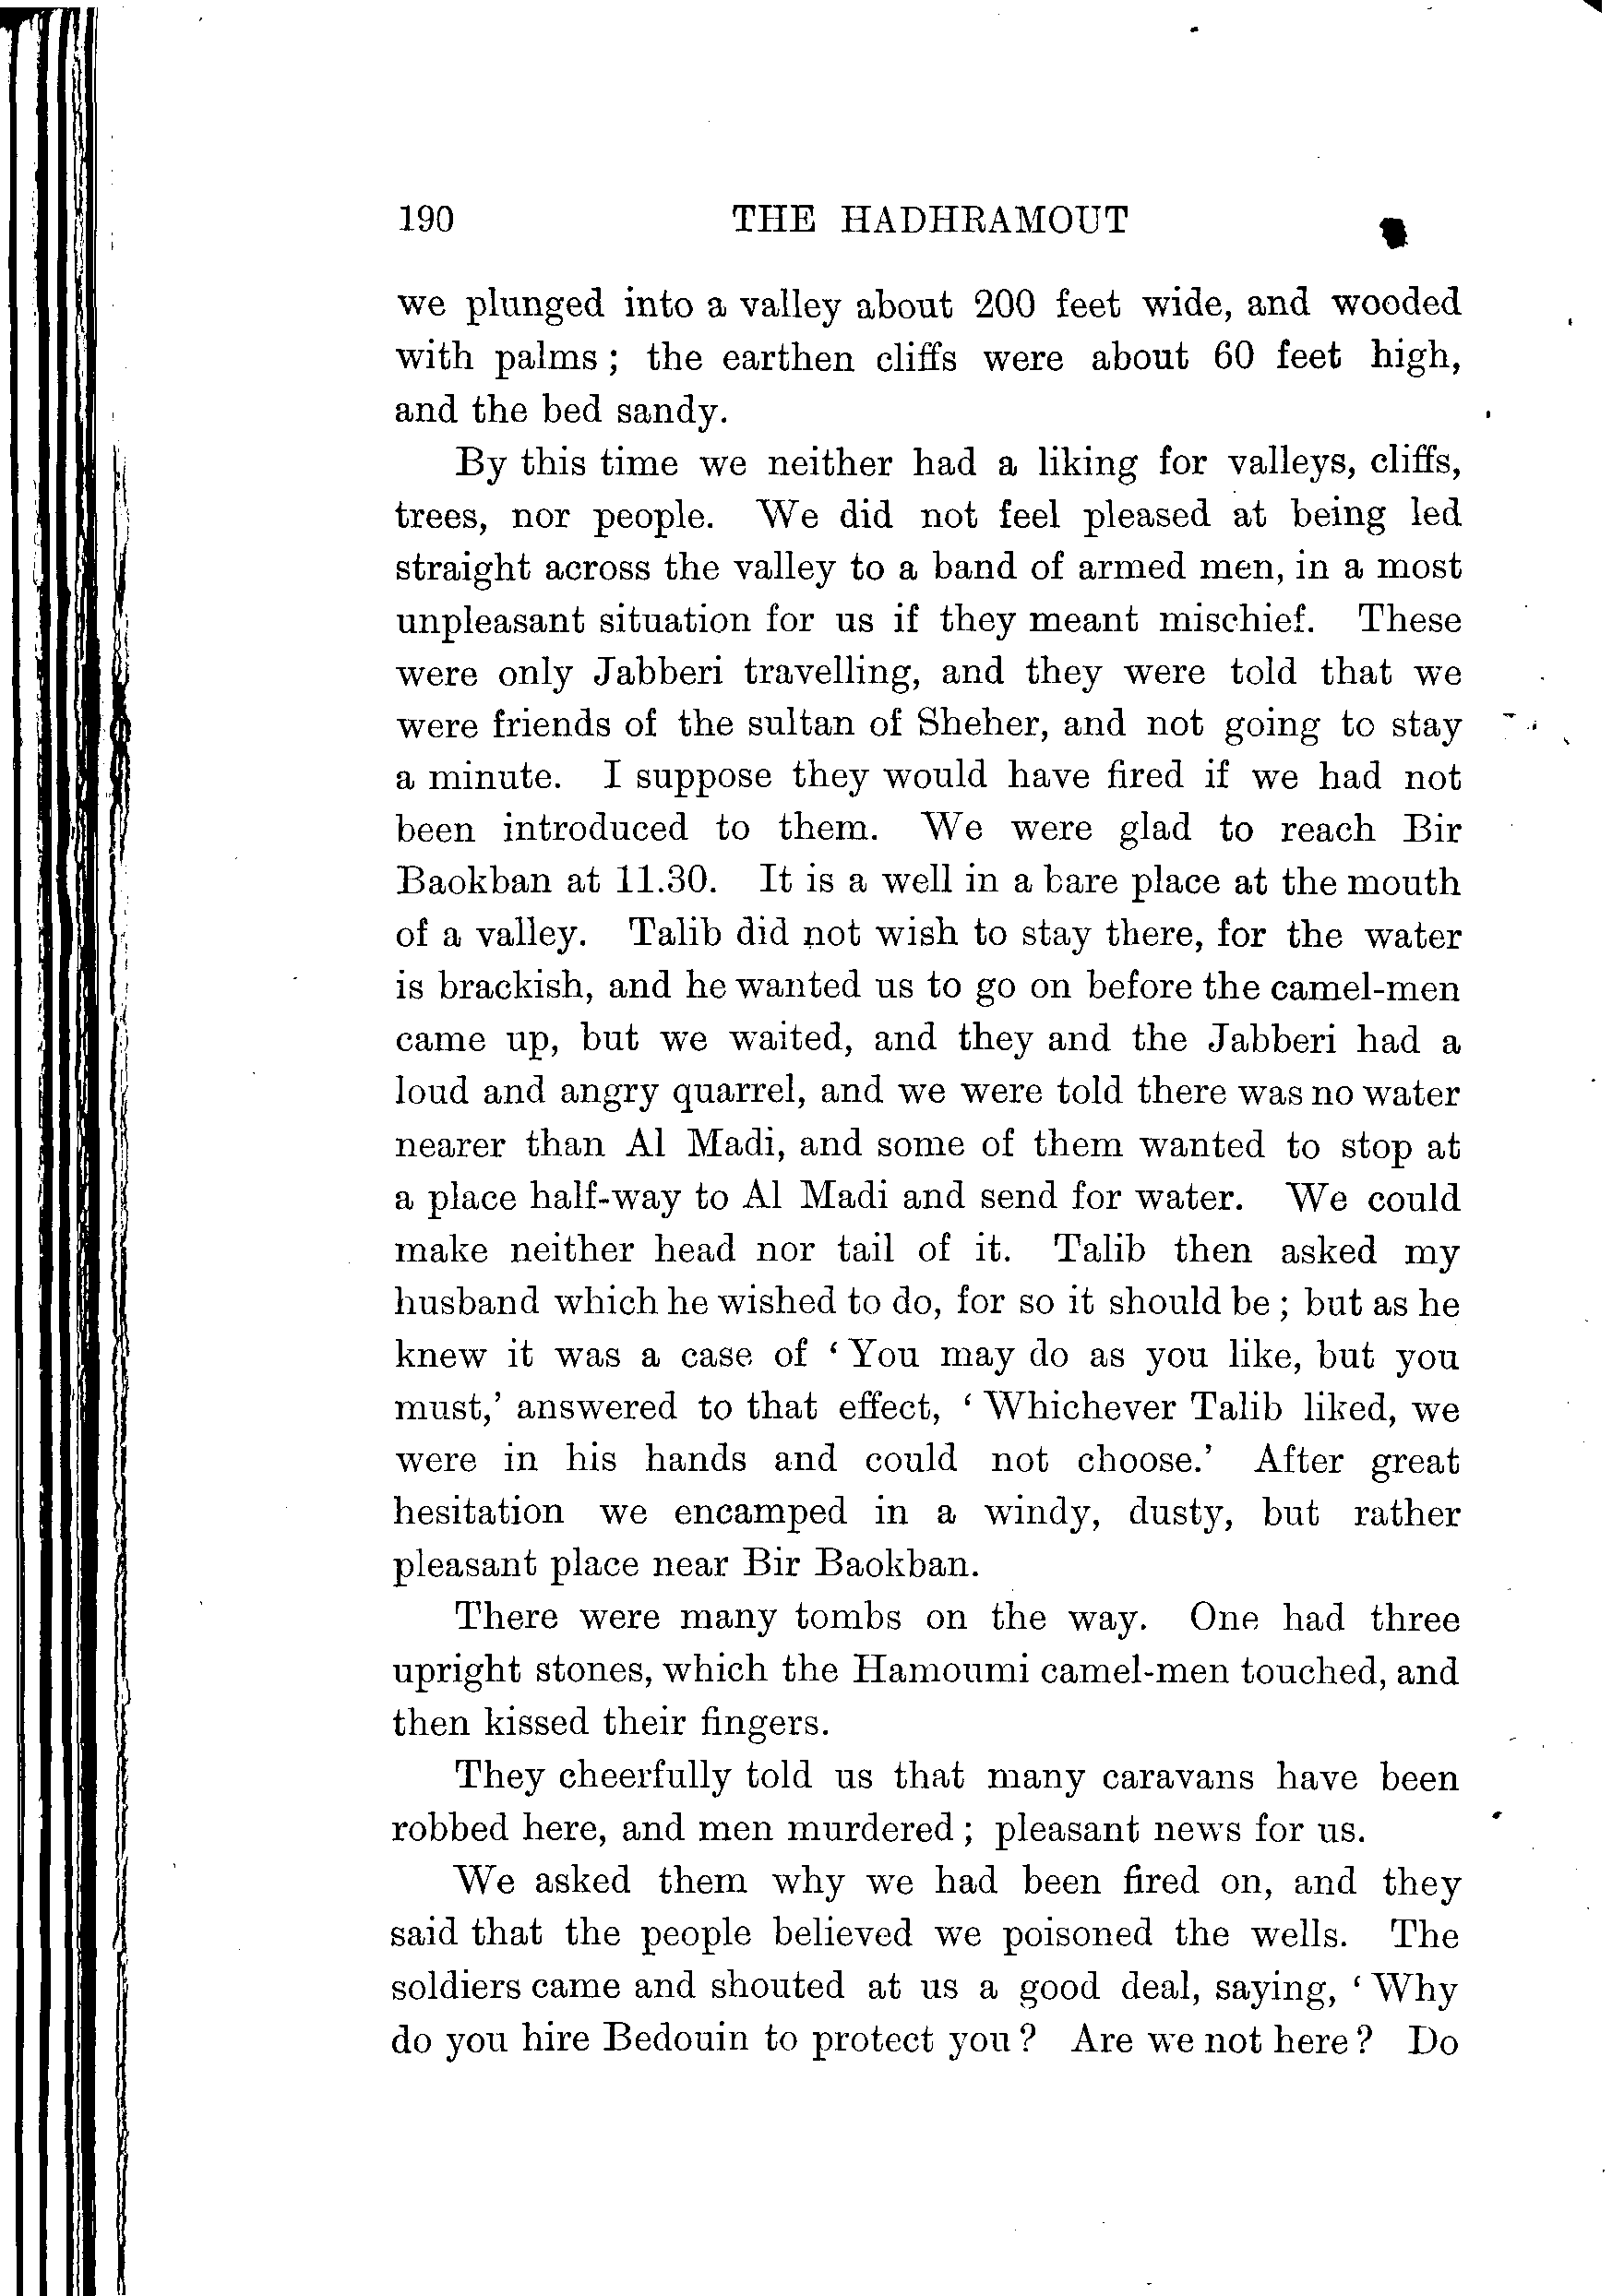 190 THE HADHRAMOUT
we plunged into a valley about 200 feet wide, and wooded
with palms ; the earthen cliffs were about 60 feet high,
and the bed sandy.
By this time we neither had a liking for valleys, cliffs,
trees, nor people. We did not feel pleased at being led
straight across the valley to a band of armed men, in a most
unpleasant situation for us if they meant mischief. These
were only Jabberi travelling, and they were told that we
were friends of the sultan of Sheher, and not going to stay
a minute. I suppose they would have fired if we had not
been introduced to them. We were glad to reach Bir
Baokban at 11.30. It is a well in a bare place at the mouth
of a valley. Talib did not wish to stay there, for the water
is brackish, and he wanted us to go on before the camel-men
came up, but we waited, and they and the Jabberi had a
loud and angry quarrel, and we were told there was no water
nearer than Al Madi, and some of them wanted to stop at
a place half-way to Al Madi and send for water. We could
make neither head nor tail of it. Talib then asked my
husband which he wished to do, for so it should be ; but as he
knew it was a case of ‘ You may do as you like, but you
must,’ answered to that effect, ‘ Whichever Talib liked, we
were in his hands and could not choose.’ After great
hesitation we encamped in a windy, dusty, but rather
pleasant place near Bir Baokban.
There were many tombs on the way. One had three
upright stones, which the Hamoumi camel-men touched, and
then kissed their fingers.
They cheerfully told us that many caravans have been
robbed here, and men murdered ; pleasant news for us.
We asked them why we had been fired on, and they
said that the people believed we poisoned the wells. The
soldiers came and shouted at us a good deal, saying, ‘ Why
do you hire Bedouin to protect you ? Are we not here ? Do